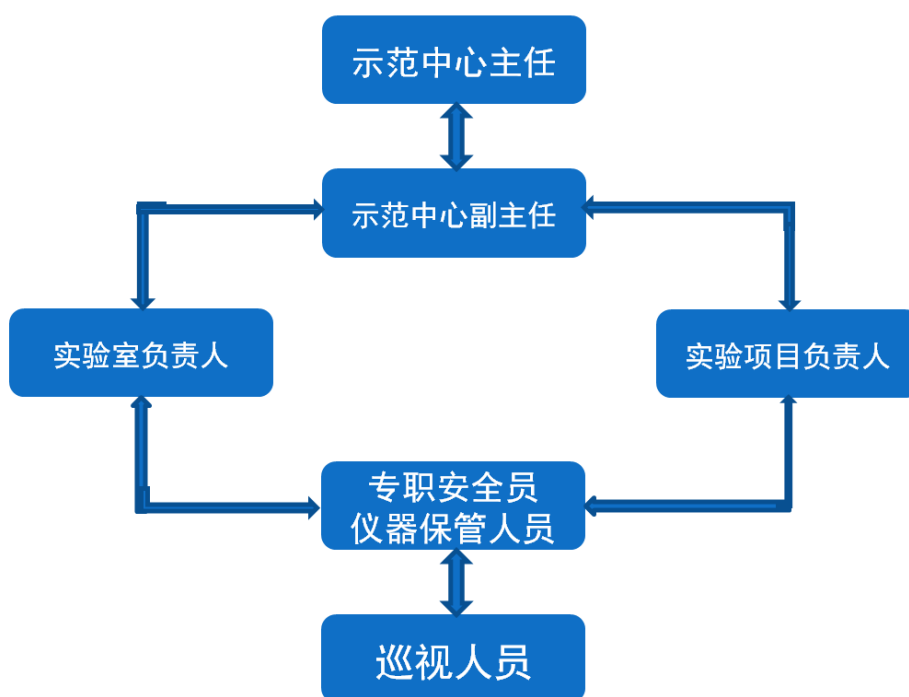 示范中心主任
示范中心副主任
实验室负责人
实验项目负责人
专职安全员
仪器保管人员
巡视人员